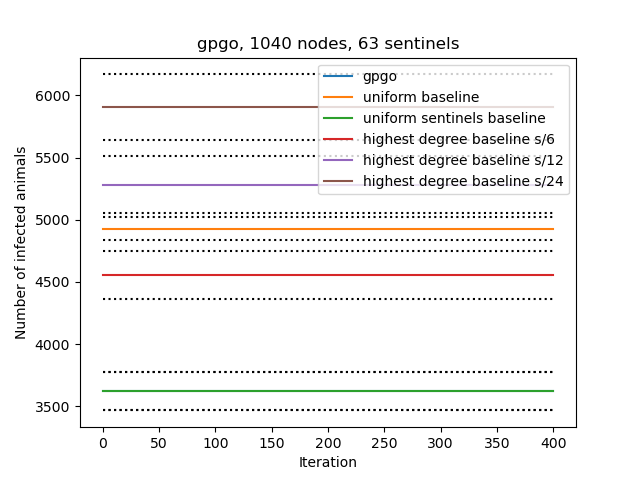 gpgo, 1040 nodes, 63 sentinels
gpgo
uniform baseline
uniform sentinels baseline
highest degree baseline s/6
highest degree baseline s/12
highest degree baseline s/24
Number of infected animals
6000
5500
5000
4500
4000
3500
0 50 100 150 200 250 300 350 400
Iteration